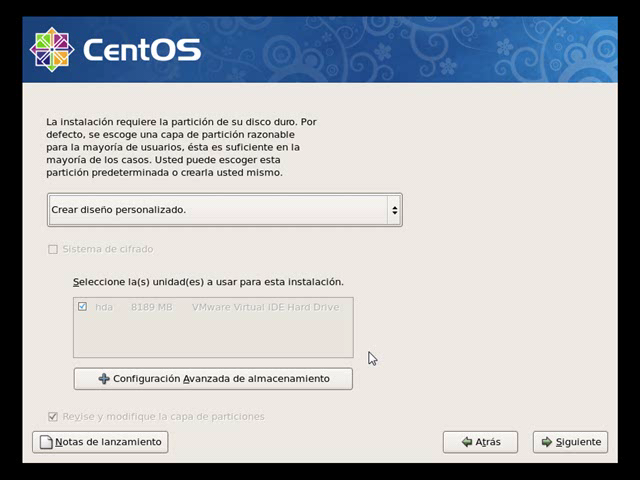 CentOS
La instalación requiere la partición de su disco duro. Por
defecto, se escoge una capa de partición razonable
para la mayoría de usuarios, ésta es suficiente en la
mayoría de los casos. Usted puede escoger esta
partición predeterminada o crearla usted mismo.
Crear diseño personalizado.
Sistema de cifrado
Seleccione la(s) unidad(es) a usar para esta instalación.
hda 8189 MB VMware Virtual IDE Hard Drive
Configuración Avanzada de almacenamiento
Revise y modifique la capa de particiones
Notas de lanzamiento
Atrás
Siguiente